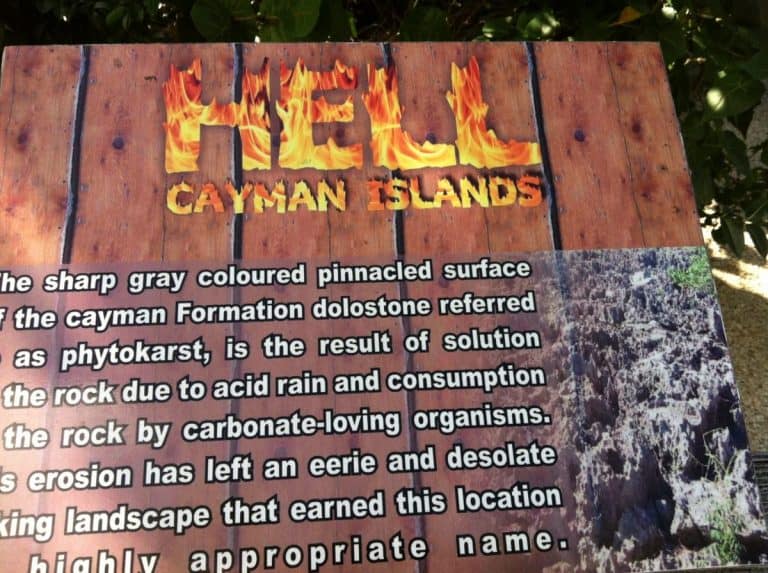 HELL
CAYMAN ISLANDS
he sharp gray coloured pinnacled surface
f the cayman Formation dolostone referred
as phytokarst, is the result of solution
the rock due to acid rain and consumption
the rock by carbonate-loving organisms.
s erosion has left an eerie and desolate
king landscape that earned this location
highly appropriate name.